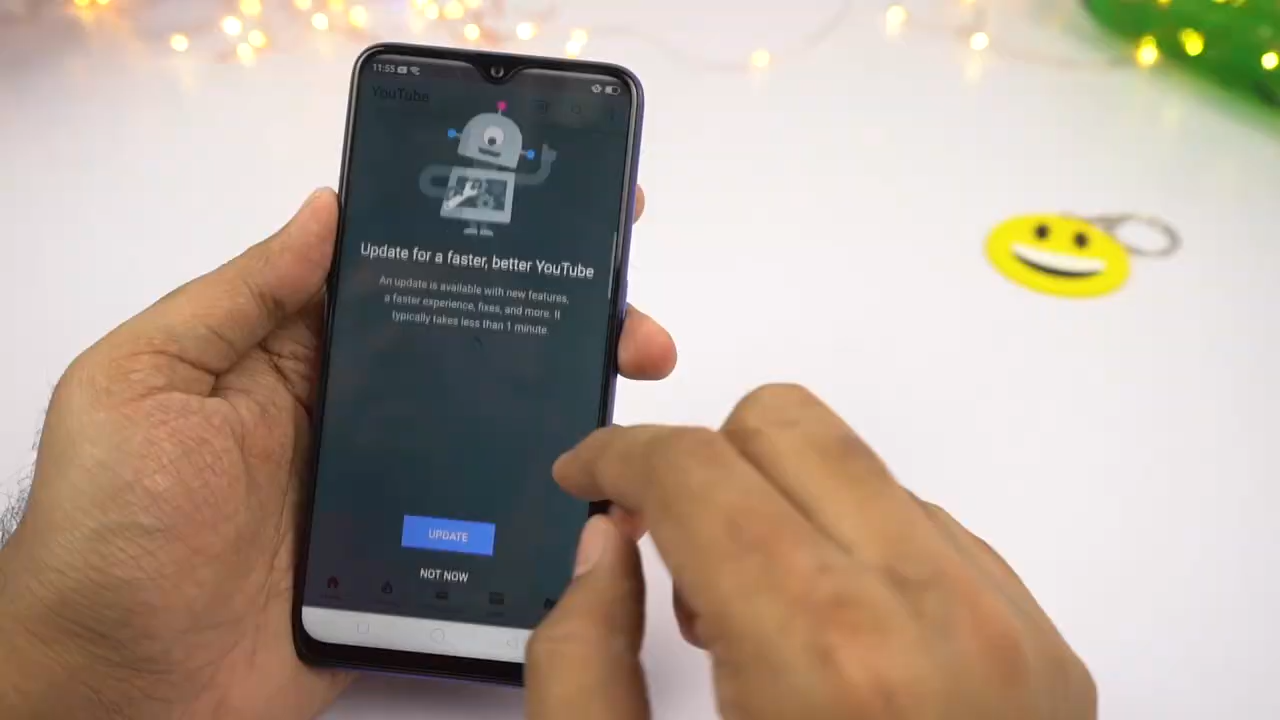 11:55
YouTube
Update for a faster, better YouTube
An update is available with new features,
a faster experience, fixes, and more. It
typically takes less than 1 minute.
UPDATE
NOT NOW